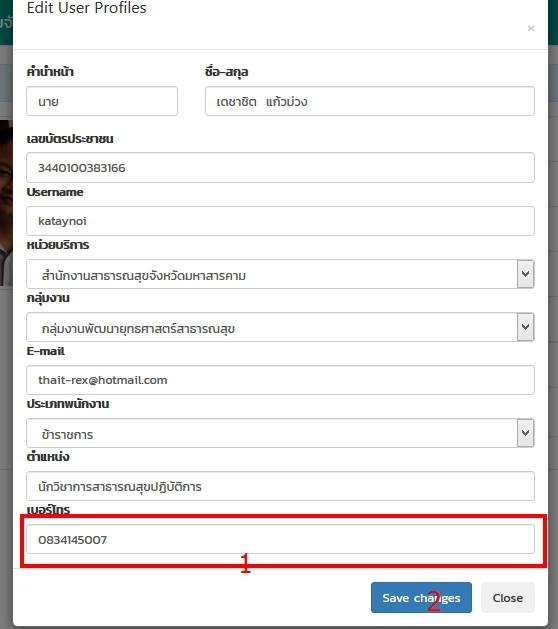 Edit User Profiles
×
คำนำหน้า ชื่อ-สกุล
นาย เดชาชิต แก้วม่วง
เลขบัตรประชาชน
3440100383166
Username
kataynoi
หน่วยบริการ
สำนักงานสาธารณสุขจังหวัดมหาสารคาม
กลุ่มงาน
กลุ่มงานพัฒนายุทธศาสตร์สาธารณสุข
E-mail
thait-rex@hotmail.com
ประเภทพนักงาน
ข้าราชการ
ตำแหน่ง
นักวิชาการสาธารณสุขปฏิบัติการ
เบอร์โทร
0834145007
1
Save changes Close
2